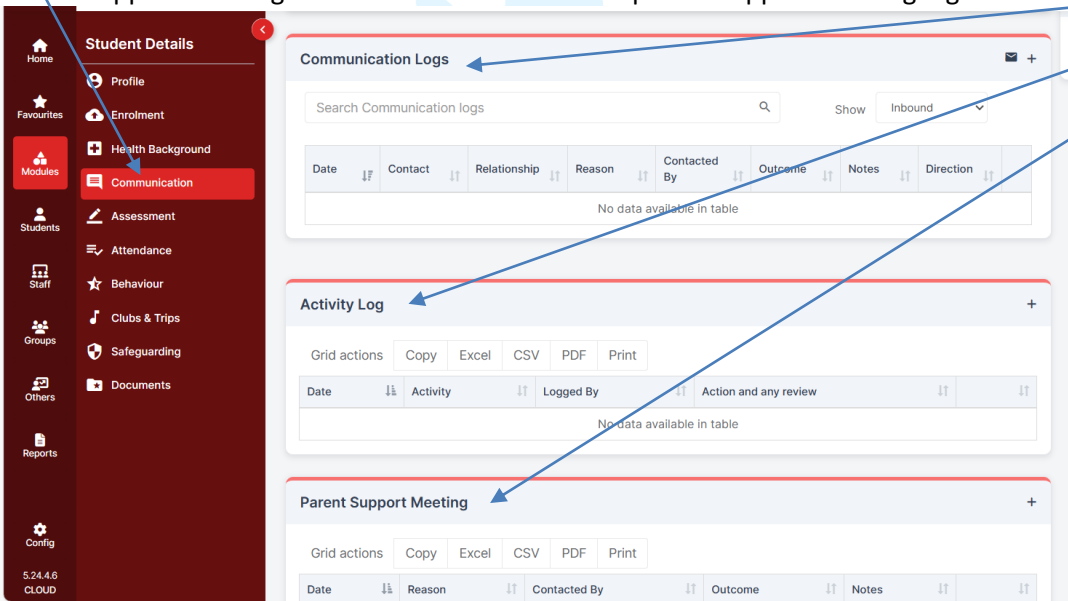 Home
Favourites
Modules
Students
Staff
Groups
Others
Reports
Config
5.24.4.6
CLOUD
Student Details
Profile
Enrolment
Health Background
Communication
Assessment
Attendance
Behaviour
Clubs & Trips
Safeguarding
Documents
Communication Logs
+
Search Communication logs
Show Inbound
Date Contact Relationship Reason Contacted By Outcome Notes Direction
No data available in table
Activity Log
+
Grid actions Copy Excel CSV PDF Print
Date Activity Logged By Action and any review
No data available in table
Parent Support Meeting
+
Grid actions Copy Excel CSV PDF Print
Date Reason Contacted By Outcome Notes